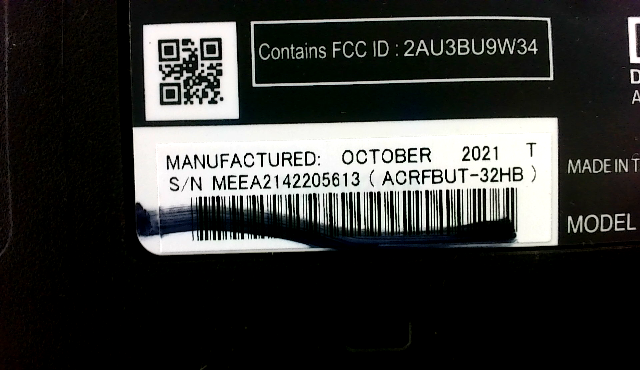 Contains FCC ID : 2AU3BU9W34
MANUFACTURED: OCTOBER 2021 T
S/N MEEA2142205613 ( ACRFBUT-32HB )
MADE IN T
MODEL